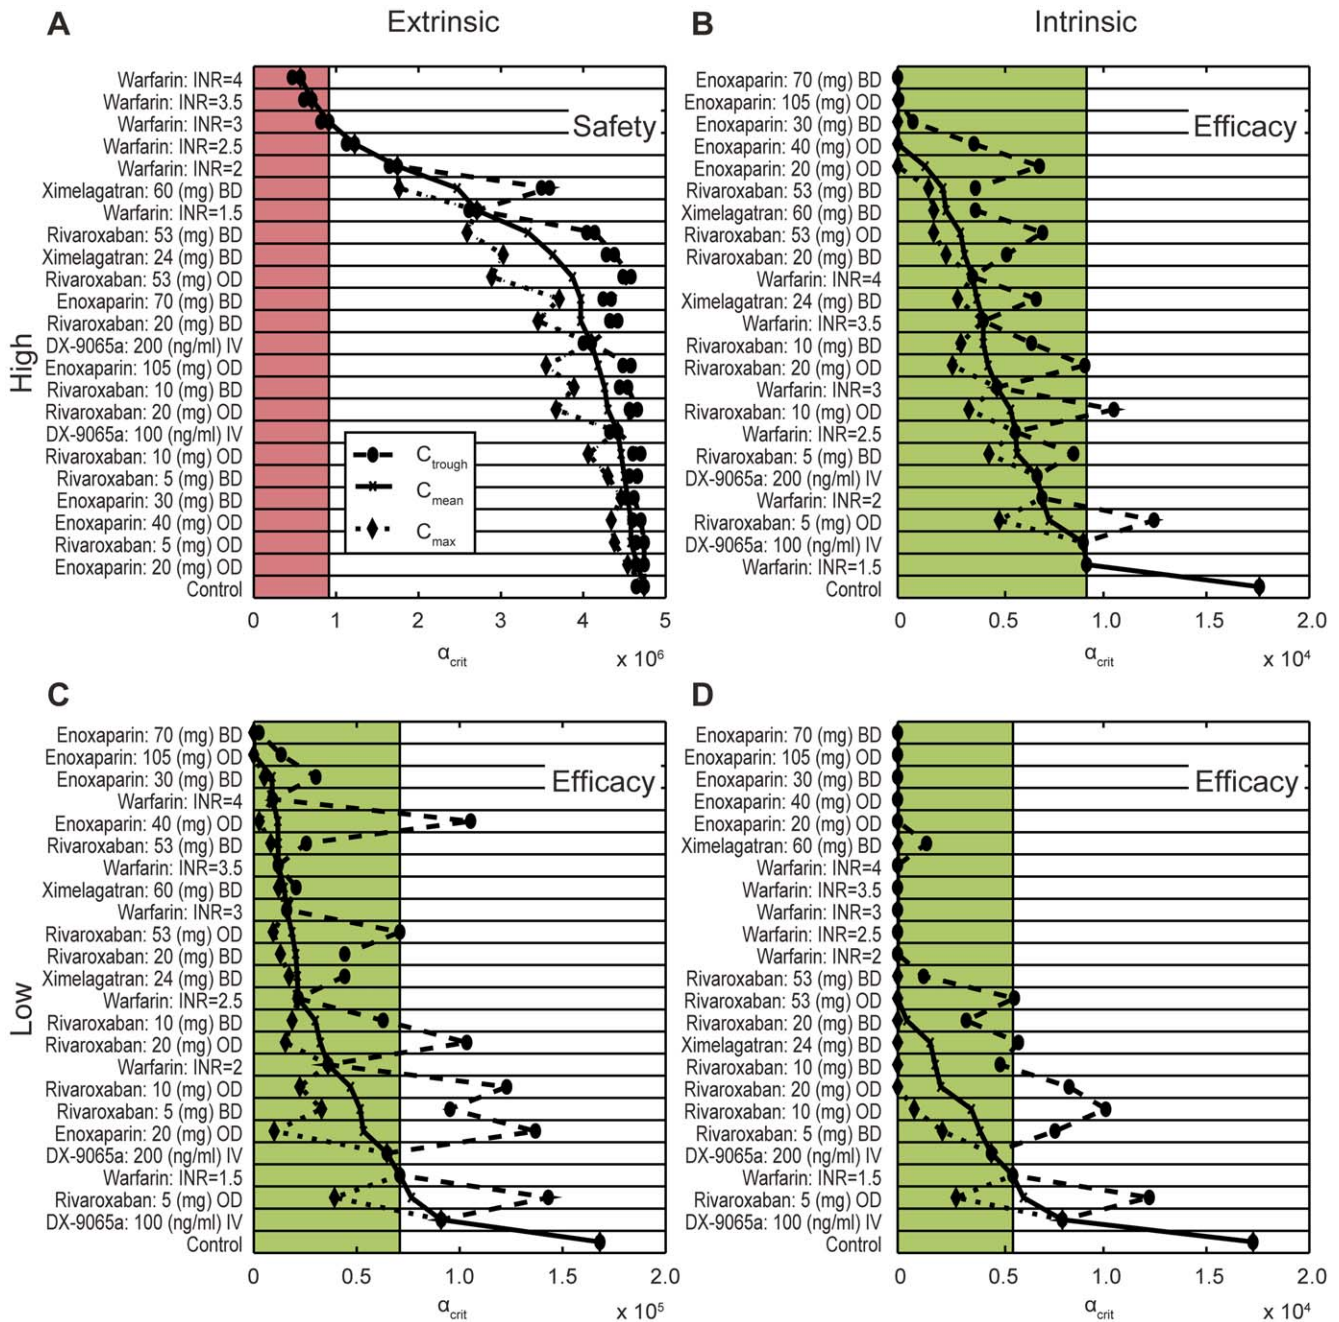 A Extrinsic
Warfarin: INR=4
Warfarin: INR=3.5
Warfarin: INR=3
Warfarin: INR=2.5
Warfarin: INR=2
Ximelagatran: 60 (mg) BD
Warfarin: INR=1.5
Rivaroxaban: 53 (mg) BD
Ximelagatran: 24 (mg) BD
Rivaroxaban: 53 (mg) OD
Enoxaparin: 70 (mg) BD
Rivaroxaban: 20 (mg) BD
DX-9065a: 200 (ng/ml) IV
Enoxaparin: 105 (mg) OD
Rivaroxaban: 10 (mg) BD
Rivaroxaban: 20 (mg) OD
DX-9065a: 100 (ng/ml) IV
Rivaroxaban: 10 (mg) OD
Rivaroxaban: 5 (mg) BD
Enoxaparin: 30 (mg) BD
Enoxaparin: 40 (mg) OD
Rivaroxaban: 5 (mg) OD
Enoxaparin: 20 (mg) OD
Control
High
Safety
C trough
C mean
C max
0 1 2 3 4 5
α crit
x 10⁶
B Intrinsic
Enoxaparin: 70 (mg) BD
Enoxaparin: 105 (mg) OD
Enoxaparin: 30 (mg) BD
Enoxaparin: 40 (mg) OD
Enoxaparin: 20 (mg) OD
Rivaroxaban: 53 (mg) BD
Ximelagatran: 60 (mg) BD
Rivaroxaban: 53 (mg) OD
Rivaroxaban: 20 (mg) BD
Warfarin: INR=4
Ximelagatran: 24 (mg) BD
Warfarin: INR=3.5
Rivaroxaban: 10 (mg) BD
Rivaroxaban: 20 (mg) OD
Warfarin: INR=3
Rivaroxaban: 10 (mg) OD
Warfarin: INR=2.5
Rivaroxaban: 5 (mg) BD
DX-9065a: 200 (ng/ml) IV
Warfarin: INR=2
Rivaroxaban: 5 (mg) OD
DX-9065a: 100 (ng/ml) IV
Warfarin: INR=1.5
Control
Efficacy
0 0.5 1.0 1.5 2.0
α crit
x 10⁴
C
Enoxaparin: 70 (mg) BD
Enoxaparin: 105 (mg) OD
Enoxaparin: 30 (mg) BD
Warfarin: INR=4
Enoxaparin: 40 (mg) OD
Rivaroxaban: 53 (mg) BD
Warfarin: INR=3.5
Ximelagatran: 60 (mg) BD
Warfarin: INR=3
Rivaroxaban: 53 (mg) OD
Rivaroxaban: 20 (mg) BD
Ximelagatran: 24 (mg) BD
Warfarin: INR=2.5
Rivaroxaban: 10 (mg) BD
Rivaroxaban: 20 (mg) OD
Warfarin: INR=2
Rivaroxaban: 10 (mg) OD
Rivaroxaban: 5 (mg) BD
Enoxaparin: 20 (mg) OD
DX-9065a: 200 (ng/ml) IV
Warfarin: INR=1.5
Rivaroxaban: 5 (mg) OD
DX-9065a: 100 (ng/ml) IV
Control
Low
Efficacy
0 0.5 1.0 1.5 2.0
α crit
x 10⁵
D
Enoxaparin: 70 (mg) BD
Enoxaparin: 105 (mg) OD
Enoxaparin: 30 (mg) BD
Enoxaparin: 40 (mg) OD
Enoxaparin: 20 (mg) OD
Ximelagatran: 60 (mg) BD
Warfarin: INR=4
Warfarin: INR=3.5
Warfarin: INR=3
Warfarin: INR=2.5
Warfarin: INR=2
Rivaroxaban: 53 (mg) BD
Rivaroxaban: 53 (mg) OD
Rivaroxaban: 20 (mg) BD
Ximelagatran: 24 (mg) BD
Rivaroxaban: 10 (mg) BD
Rivaroxaban: 20 (mg) OD
Rivaroxaban: 10 (mg) OD
Rivaroxaban: 5 (mg) BD
DX-9065a: 200 (ng/ml) IV
Warfarin: INR=1.5
Rivaroxaban: 5 (mg) OD
DX-9065a: 100 (ng/ml) IV
Control
Efficacy
0 0.5 1.0 1.5 2.0
α crit
x 10⁴